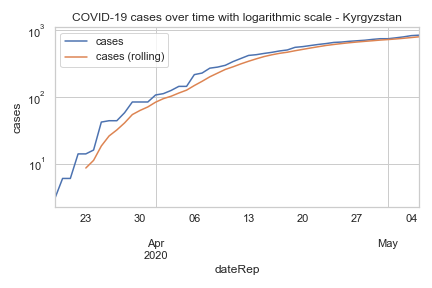 COVID-19 cases over time with logarithmic scale - Kyrgyzstan
cases
cases (rolling)
10³
10²
10¹
cases
23
30
06
13
20
27
04
Apr
2020
May
dateRep